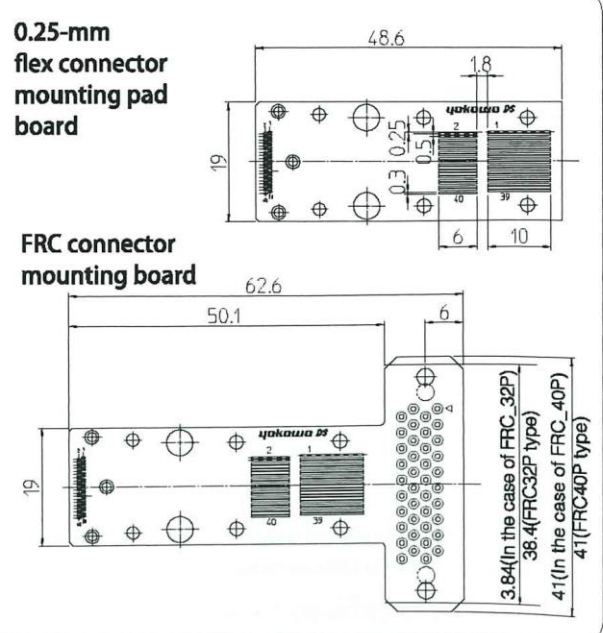 0.25-mm
flex connector
mounting pad
board
48.6
1.8
yokowo DS
2
1
19
0.25
0.5
0.3
40
39
6
10
FRC connector
mounting board
62.6
50.1
6
yokowo DS
2
1
19
40
39
3.84(In the case of FRC_32P)
38.4(FRC32P type)
41(In the case of FRC_40P)
41(FRC40P type)